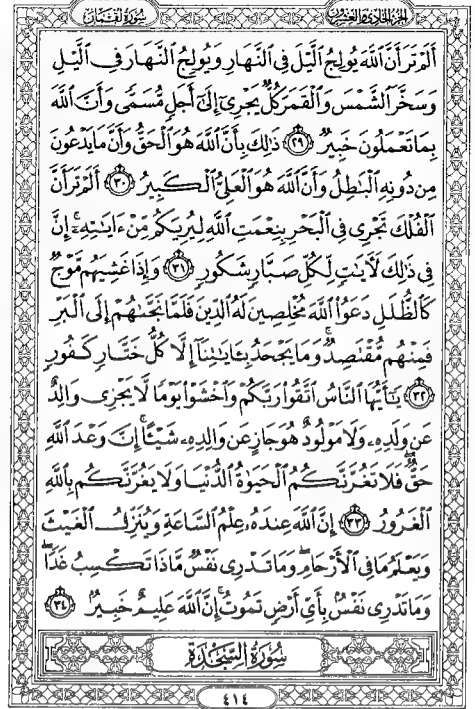 الجزء الحادي والعشرون سورة لقمان
أَلَمْ تَرَ أَنَّ ٱللَّهَ يُولِجُ ٱلَّيْلَ فِى ٱلنَّهَارِ وَيُولِجُ ٱلنَّهَارَ فِى ٱلَّيْلِ
وَسَخَّرَ ٱلشَّمْسَ وَٱلْقَمَرَ كُلٌّ يَجْرِىٓ إِلَىٰٓ أَجَلٍ مُّسَمًّى وَأَنَّ ٱللَّهَ
بِمَا تَعْمَلُونَ خَبِيرٌ ٢٩ ذَٰلِكَ بِأَنَّ ٱللَّهَ هُوَ ٱلْحَقُّ وَأَنَّ مَا يَدْعُونَ
مِن دُونِهِ ٱلْبَٰطِلُ وَأَنَّ ٱللَّهَ هُوَ ٱلْعَلِىُّ ٱلْكَبِيرُ ٣٠ أَلَمْ تَرَ أَنَّ
ٱلْفُلْكَ تَجْرِى فِى ٱلْبَحْرِ بِنِعْمَتِ ٱللَّهِ لِيُرِيَكُم مِّنْ ءَايَٰتِهِۦٓ ۚ إِنَّ
فِى ذَٰلِكَ لَءَايَٰتٍ لِّكُلِّ صَبَّارٍ شَكُورٍ ٣١ وَإِذَا غَشِيَهُم مَّوْجٌ
كَٱلظُّلَلِ دَعَوُا۟ ٱللَّهَ مُخْلِصِينَ لَهُ ٱلدِّينَ فَلَمَّا نَجَّىٰهُمْ إِلَى ٱلْبَرِّ
فَمِنْهُم مُّقْتَصِدٌ ۚ وَمَا يَجْحَدُ بِـَٔايَٰتِنَآ إِلَّا كُلُّ خَتَّارٍ كَفُورٍ
٣٢ يَٰٓأَيُّهَا ٱلنَّاسُ ٱتَّقُوا۟ رَبَّكُمْ وَٱخْشَوْا۟ يَوْمًا لَّا يَجْزِى وَالِدٌ
عَن وَلَدِهِۦ وَلَا مَوْلُودٌ هُوَ جَازٍ عَن وَالِدِهِۦ شَيْـًٔا ۚ إِنَّ وَعْدَ ٱللَّهِ
حَقٌّ ۖ فَلَا تَغُرَّنَّكُمُ ٱلْحَيَوٰةُ ٱلدُّنْيَا وَلَا يَغُرَّنَّكُم بِٱللَّهِ
ٱلْغَرُورُ ٣٣ إِنَّ ٱللَّهَ عِندَهُۥ عِلْمُ ٱلسَّاعَةِ وَيُنَزِّلُ ٱلْغَيْثَ
وَيَعْلَمُ مَا فِى ٱلْأَرْحَامِ ۖ وَمَا تَدْرِى نَفْسٌ مَّاذَا تَكْسِبُ غَدًا ۖ
وَمَا تَدْرِى نَفْسٌۢ بِأَىِّ أَرْضٍ تَمُوتُ ۚ إِنَّ ٱللَّهَ عَلِيمٌ خَبِيرٌۢ ٣٤
سُورَةُ السَّجْدَةِ
٤١٤